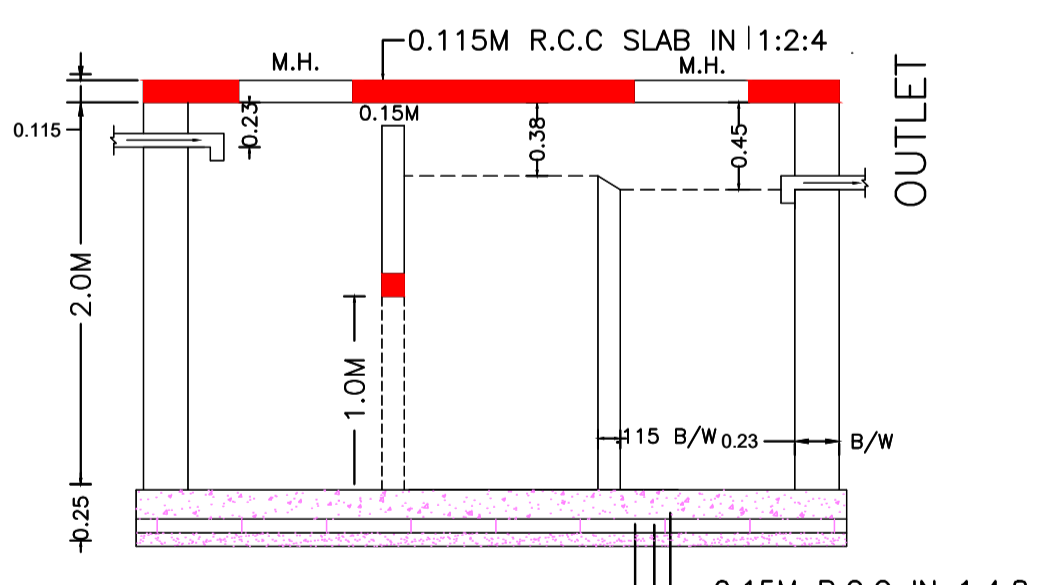 0.115M R.C.C SLAB IN 1:2:4
M.H.
M.H.
OUTLET
0.115
0.23
0.15M
0.38
0.45
2.0M
1.0M
115 B/W
0.23
B/W
0.25